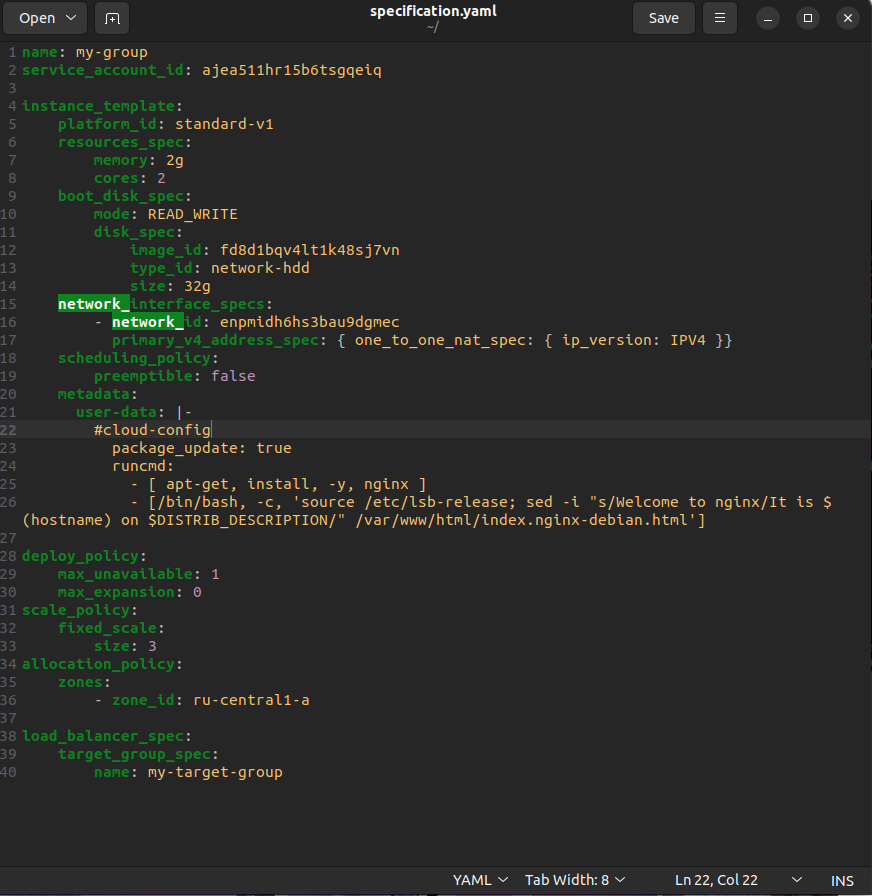 Open
specification.yaml
~/
Save
1 name: my-group
2 service_account_id: ajea511hr15b6tsgqeiq
3
4 instance_template:
5     platform_id: standard-v1
6     resources_spec:
7         memory: 2g
8         cores: 2
9     boot_disk_spec:
10         mode: READ_WRITE
11         disk_spec:
12             image_id: fd8d1bqv4lt1k48sj7vn
13             type_id: network-hdd
14             size: 32g
15     network_interface_specs:
16         - network_id: enpmidh6hs3bau9dgmec
17           primary_v4_address_spec: { one_to_one_nat_spec: { ip_version: IPV4 }}
18     scheduling_policy:
19         preemptible: false
20     metadata:
21       user-data: |-
22         #cloud-config
23           package_update: true
24           runcmd:
25             - [ apt-get, install, -y, nginx ]
26             - [/bin/bash, -c, 'source /etc/lsb-release; sed -i "s/Welcome to nginx/It is $
(hostname) on $DISTRIB_DESCRIPTION/" /var/www/html/index.nginx-debian.html']
27
28 deploy_policy:
29     max_unavailable: 1
30     max_expansion: 0
31 scale_policy:
32     fixed_scale:
33         size: 3
34 allocation_policy:
35     zones:
36         - zone_id: ru-central1-a
37
38 load_balancer_spec:
39     target_group_spec:
40         name: my-target-group
YAML Tab Width: 8 Ln 22, Col 22 INS